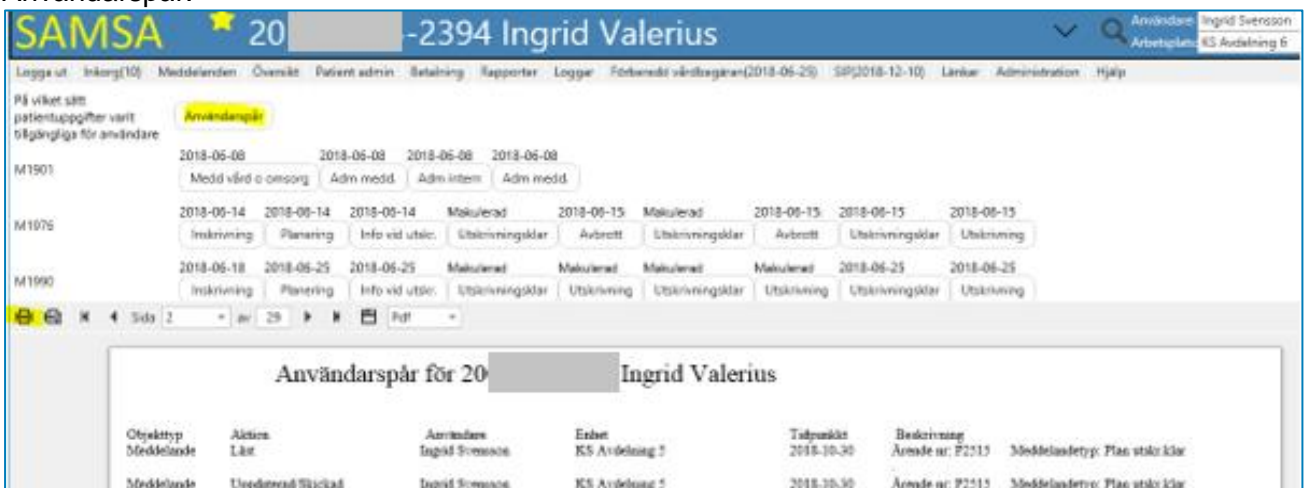 SAMSA 20 -2394 Ingrid Valerius Användare Ingrid Svensson
Arbetsplats KS Avdelning 6
Logga ut Inkorg(10) Meddelanden Översikt Patient admin Betalning Rapporter Loggar Förberedd vårdbegäran(2018-06-25) SIP(2018-12-10) Länkar Administration Hjälp
På vilket sätt
patientuppgifter varit
tillgängliga för användare
Användarspår
2018-06-08 2018-06-08 2018-06-08 2018-06-08
M1901 Medd vård o omsorg Adm medd. Adm intern Adm medd.
2018-06-14 2018-06-14 2018-06-14 Makulerad 2018-06-15 Makulerad 2018-06-15 2018-06-15 2018-06-15
M1976 Inskrivning Planering Info vid utskr. Utskrivningsklar Avbrott Utskrivningsklar Avbrott Utskrivningsklar Utskrivning
2018-06-18 2018-06-25 2018-06-25 Makulerad Makulerad Makulerad Makulerad 2018-06-25 2018-06-25
M1990 Inskrivning Planering Info vid utskr. Utskrivningsklar Utskrivning Utskrivningsklar Utskrivning Utskrivningsklar Utskrivning
Sida 2 av 29 Pdf
Användarspår för 20 Ingrid Valerius
Objekttyp Aktion Användare Enhet Tidpunkt Beskrivning
Meddelande Läst Ingrid Svensson KS Avdelning 5 2018-10-30 Ärende nr: P2515 Meddelandetyp: Plan utskr.klar
Meddelande Uppdaterad/Skickad Ingrid Svensson KS Avdelning 5 2018-10-30 Ärende nr: P2515 Meddelandetyp: Plan utskr.klar